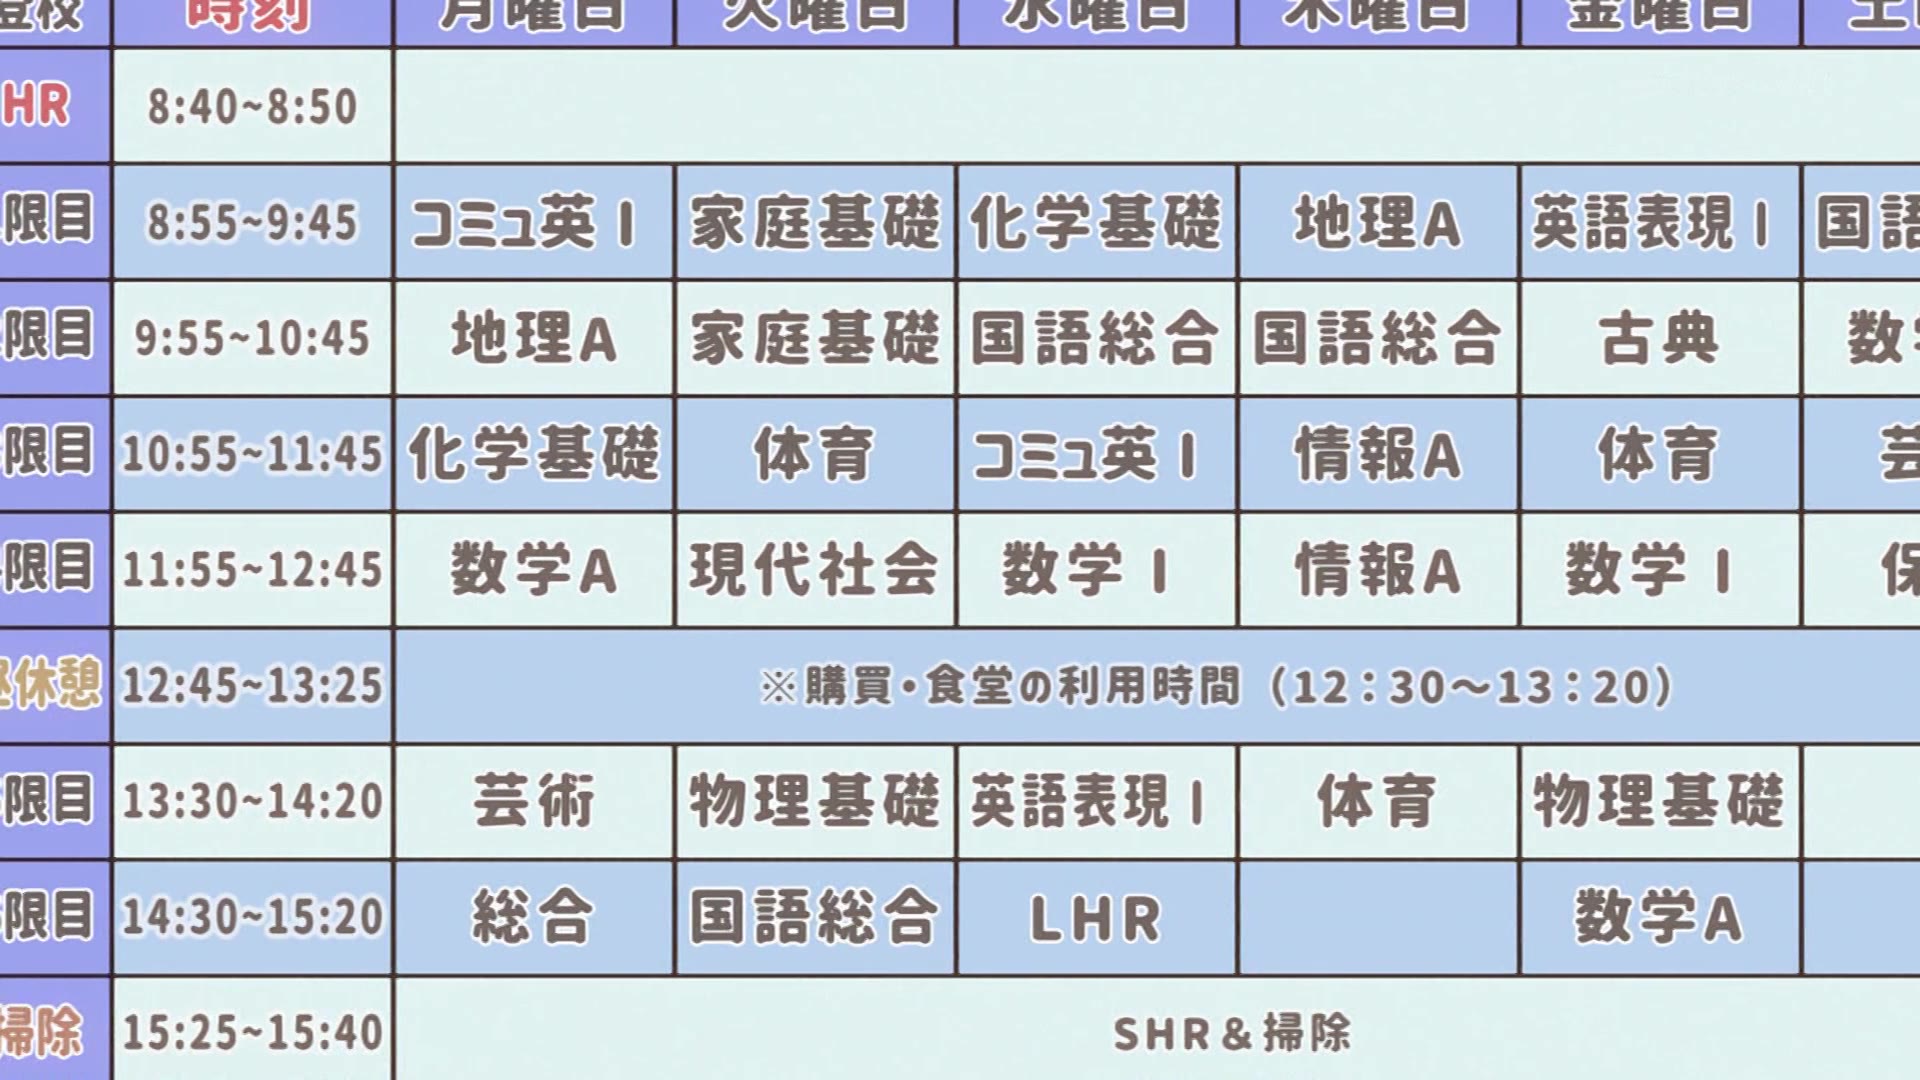 登校 時刻 月曜日 火曜日 水曜日 木曜日 金曜日 土
HR 8:40~8:50
限目 8:55~9:45 コミュ英Ⅰ 家庭基礎 化学基礎 地理A 英語表現Ⅰ 国語
限目 9:55~10:45 地理A 家庭基礎 国語総合 国語総合 古典 数
限目 10:55~11:45 化学基礎 体育 コミュ英Ⅰ 情報A 体育 芸
限目 11:55~12:45 数学A 現代社会 数学Ⅰ 情報A 数学Ⅰ 保
休憩 12:45~13:25 ※購買・食堂の利用時間（12：30～13：20）
限目 13:30~14:20 芸術 物理基礎 英語表現Ⅰ 体育 物理基礎
限目 14:30~15:20 総合 国語総合 LHR 数学A
掃除 15:25~15:40 SHR＆掃除